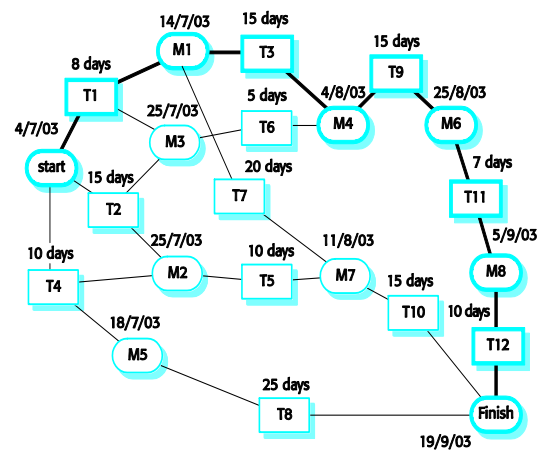 14/7/03
15 days
M1
T3
15 days
8 days
T9
T1
25/7/03
5 days
4/8/03
25/8/03
4/7/03
M3
T6
M4
M6
start
15 days
20 days
7 days
T2
T7
T11
25/7/03
11/8/03
5/9/03
10 days
10 days
M2
T5
M7
M8
T4
15 days
10 days
T10
18/7/03
M5
T12
25 days
T8
Finish
19/9/03